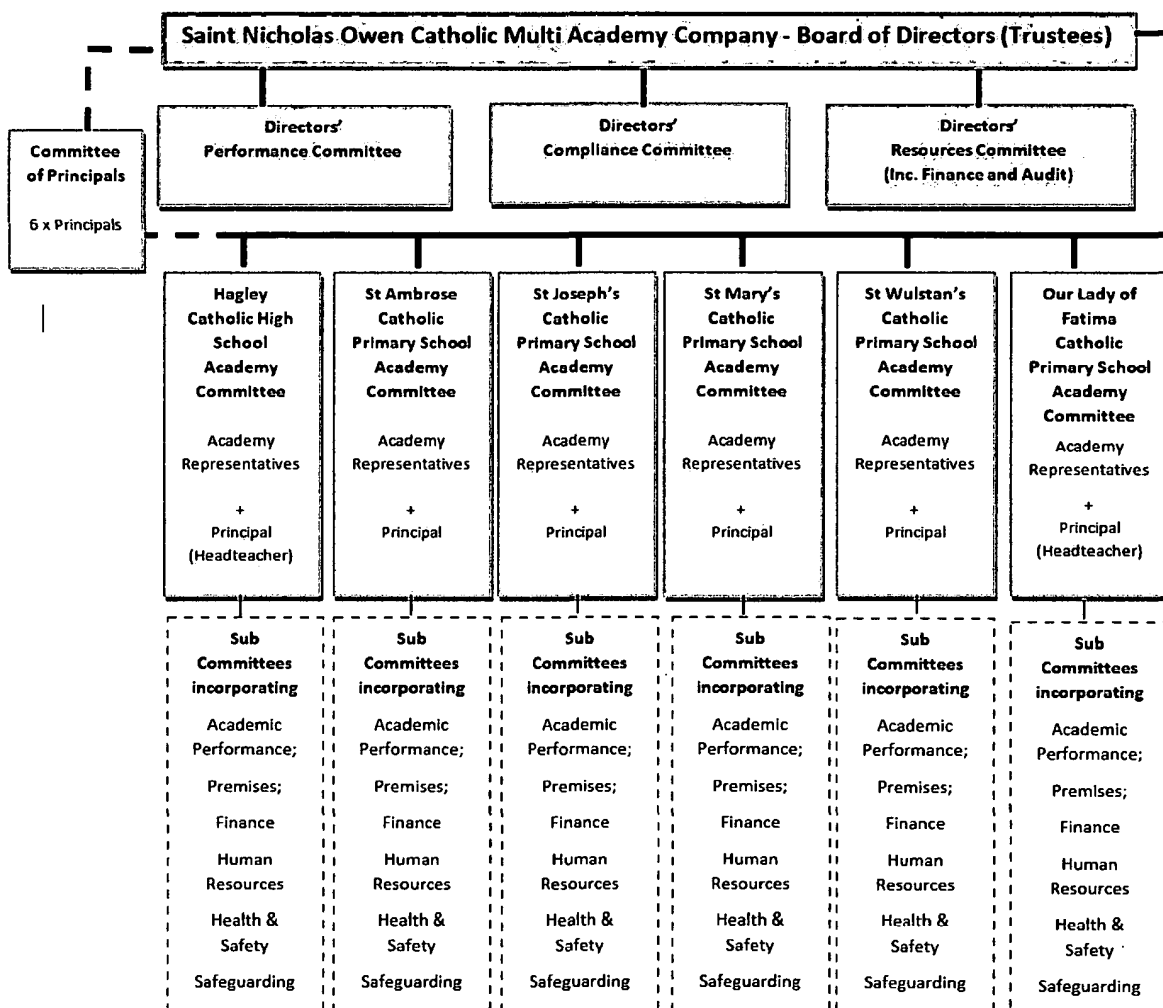 Saint Nicholas Owen Catholic Multi Academy Company - Board of Directors (Trustees)
Committee
of Principals
6 x Principals
Directors'
Performance Committee
Directors'
Compliance Committee
Directors'
Resources Committee
(Inc. Finance and Audit)
Hagley
Catholic High
School
Academy
Committee
Academy
Representatives
+
Principal
(Headteacher)
St Ambrose
Catholic
Primary School
Academy
Committee
Academy
Representatives
+
Principal
St Joseph's
Catholic
Primary School
Academy
Committee
Academy
Representatives
+
Principal
St Mary's
Catholic
Primary School
Academy
Committee
Academy
Representatives
+
Principal
St Wulstan's
Catholic
Primary School
Academy
Committee
Academy
Representatives
+
Principal
Our Lady of
Fatima
Catholic
Primary School
Academy
Committee
Academy
Representatives
+
Principal
(Headteacher)
Sub
Committees
incorporating
Academic
Performance;
Premises;
Finance
Human
Resources
Health &
Safety
Safeguarding
Sub
Committees
incorporating
Academic
Performance;
Premises;
Finance
Human
Resources
Health &
Safety
Safeguarding
Sub
Committees
incorporating
Academic
Performance;
Premises;
Finance
Human
Resources
Health &
Safety
Safeguarding
Sub
Committees
incorporating
Academic
Performance;
Premises;
Finance
Human
Resources
Health &
Safety
Safeguarding
Sub
Committees
incorporating
Academic
Performance;
Premises;
Finance
Human
Resources
Health &
Safety
Safeguarding
Sub
Committees
incorporating
Academic
Performance;
Premises;
Finance
Human
Resources
Health &
Safety
Safeguarding